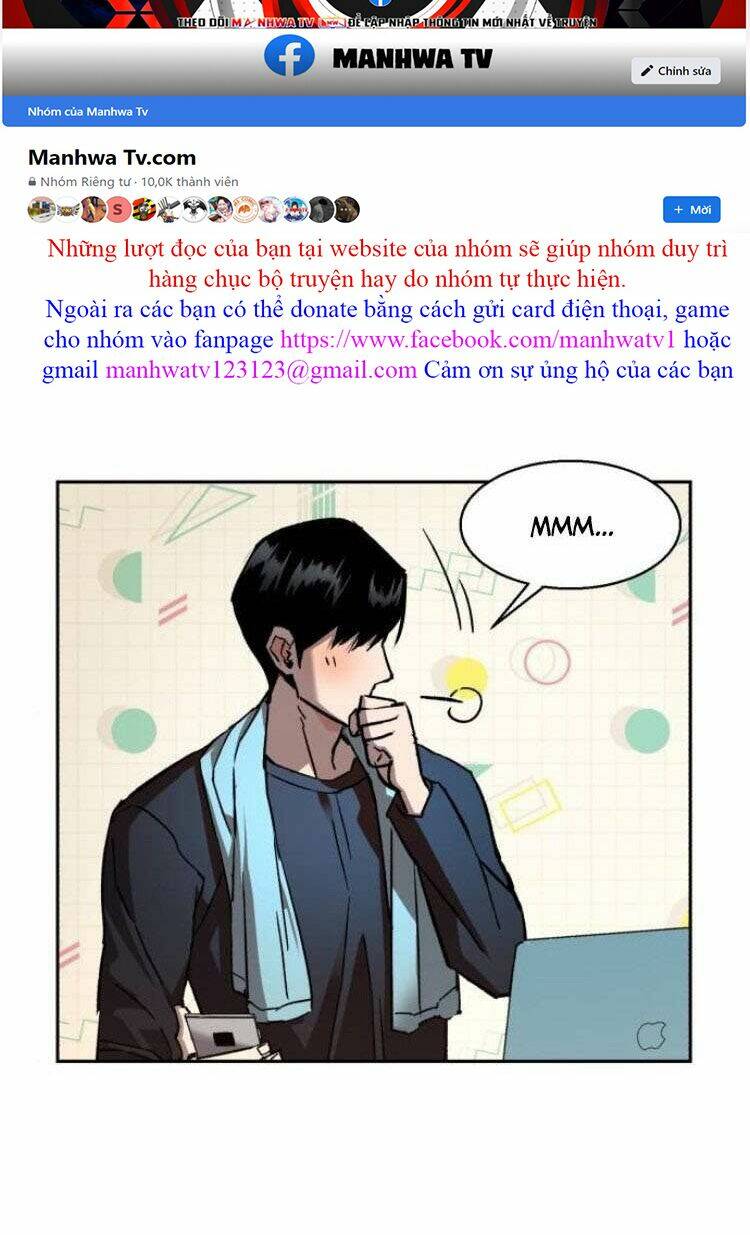 THEO DÕI MANHWA TV ĐỂ CẬP NHẬP THÔNG TIN MỚI NHẤT VỀ TRUYỆN
MANHWA TV
Chỉnh sửa
Nhóm của Manhwa Tv
Manhwa Tv.com
Nhóm Riêng tư · 10,0K thành viên
S
+ Mời
Những lượt đọc của bạn tại website của nhóm sẽ giúp nhóm duy trì
hàng chục bộ truyện hay do nhóm tự thực hiện.
Ngoài ra các bạn có thể donate bằng cách gửi card điện thoại, game
cho nhóm vào fanpage https://www.facebook.com/manhwatv1 hoặc
gmail manhwatv123123@gmail.com Cảm ơn sự ủng hộ của các bạn
MMM...